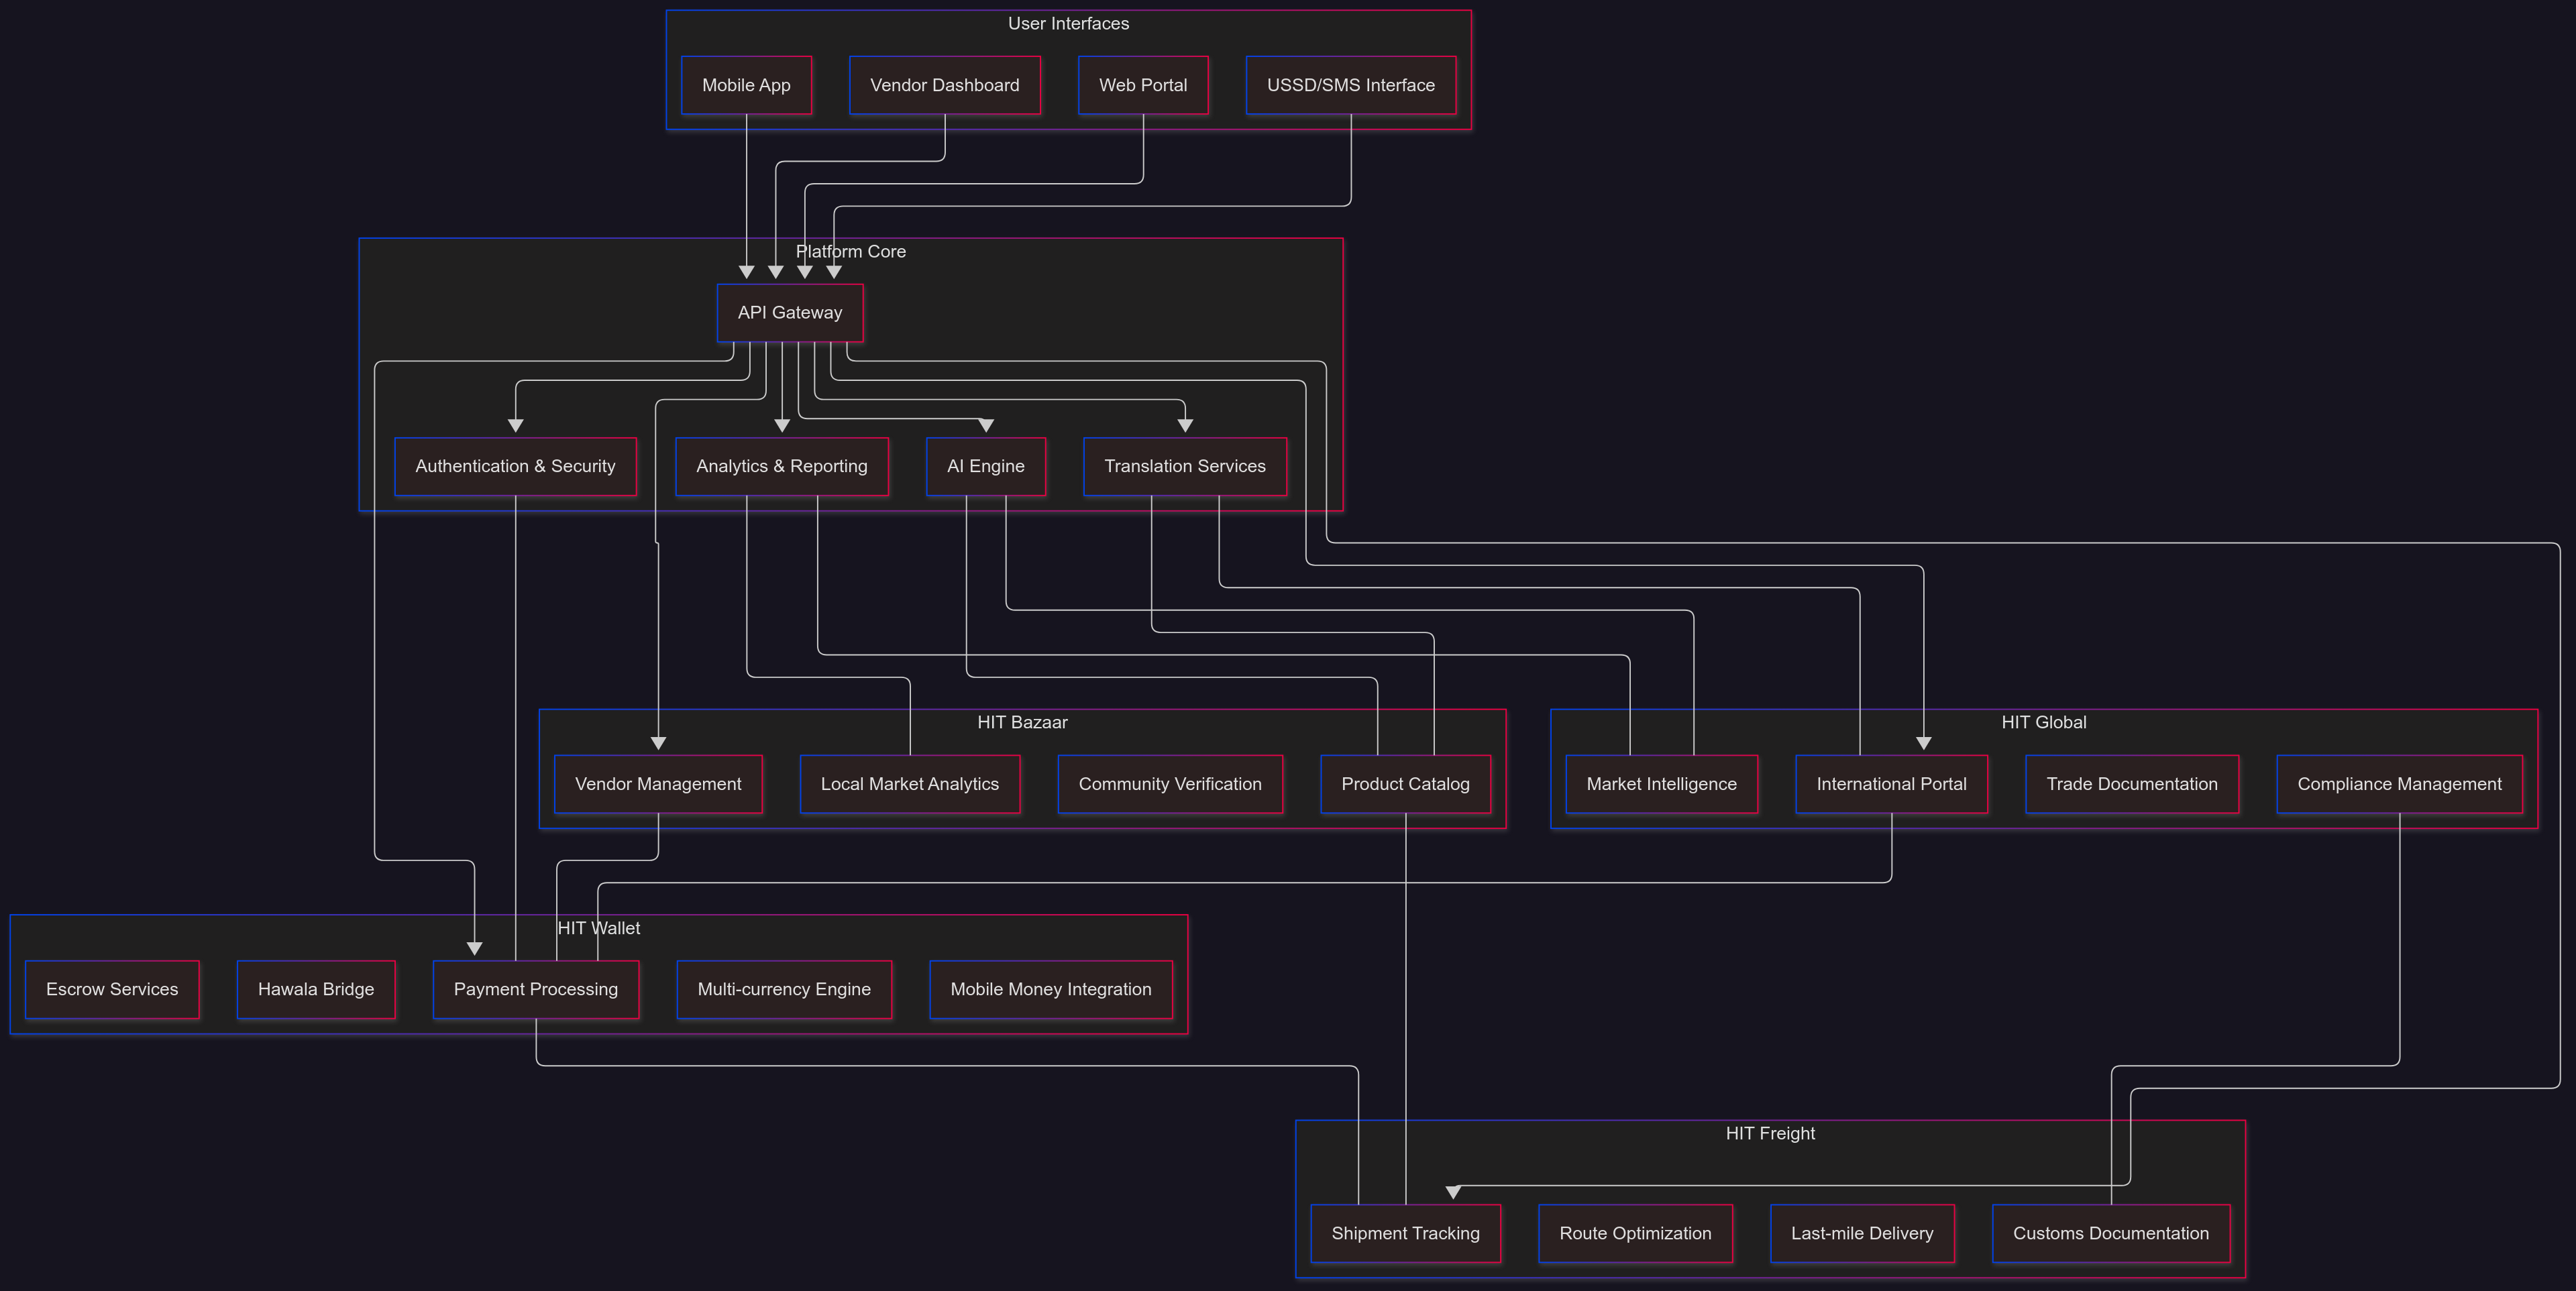 User Interfaces
Mobile App
Vendor Dashboard
Web Portal
USSD/SMS Interface
Platform Core
API Gateway
Authentication & Security
Analytics & Reporting
AI Engine
Translation Services
HIT Bazaar
Vendor Management
Local Market Analytics
Community Verification
Product Catalog
HIT Global
Market Intelligence
International Portal
Trade Documentation
Compliance Management
HIT Wallet
Escrow Services
Hawala Bridge
Payment Processing
Multi-currency Engine
Mobile Money Integration
HIT Freight
Shipment Tracking
Route Optimization
Last-mile Delivery
Customs Documentation